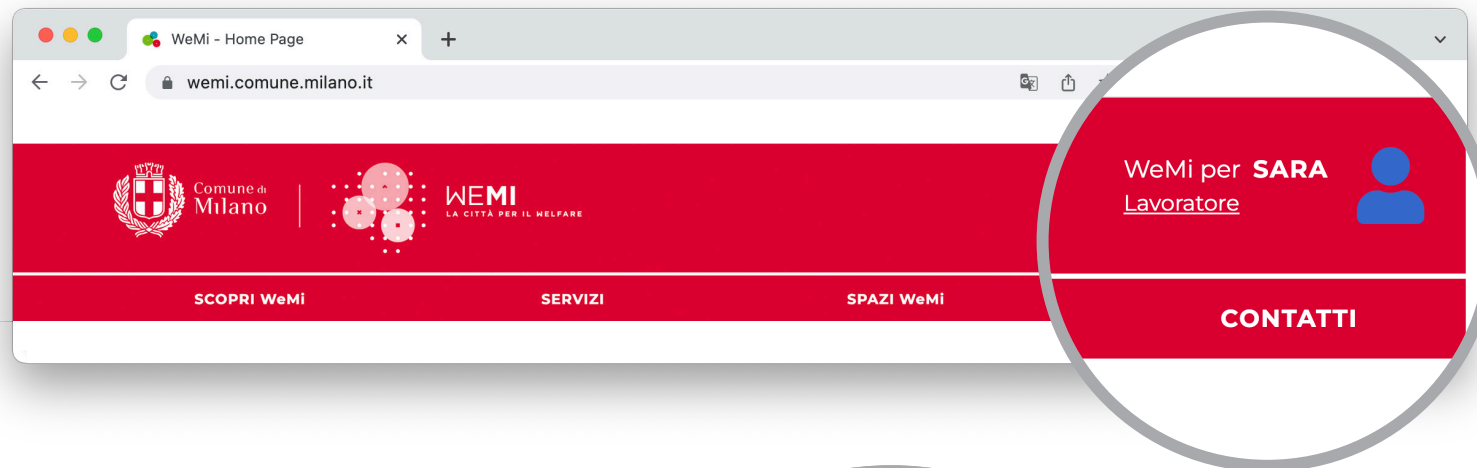 WeMi - Home Page
wemi.comune.milano.it
Comune di
Milano
WEMI
LA CITTÀ PER IL WELFARE
WeMi per SARA
Lavoratore
SCOPRI WeMi
SERVIZI
SPAZI WeMi
CONTATTI